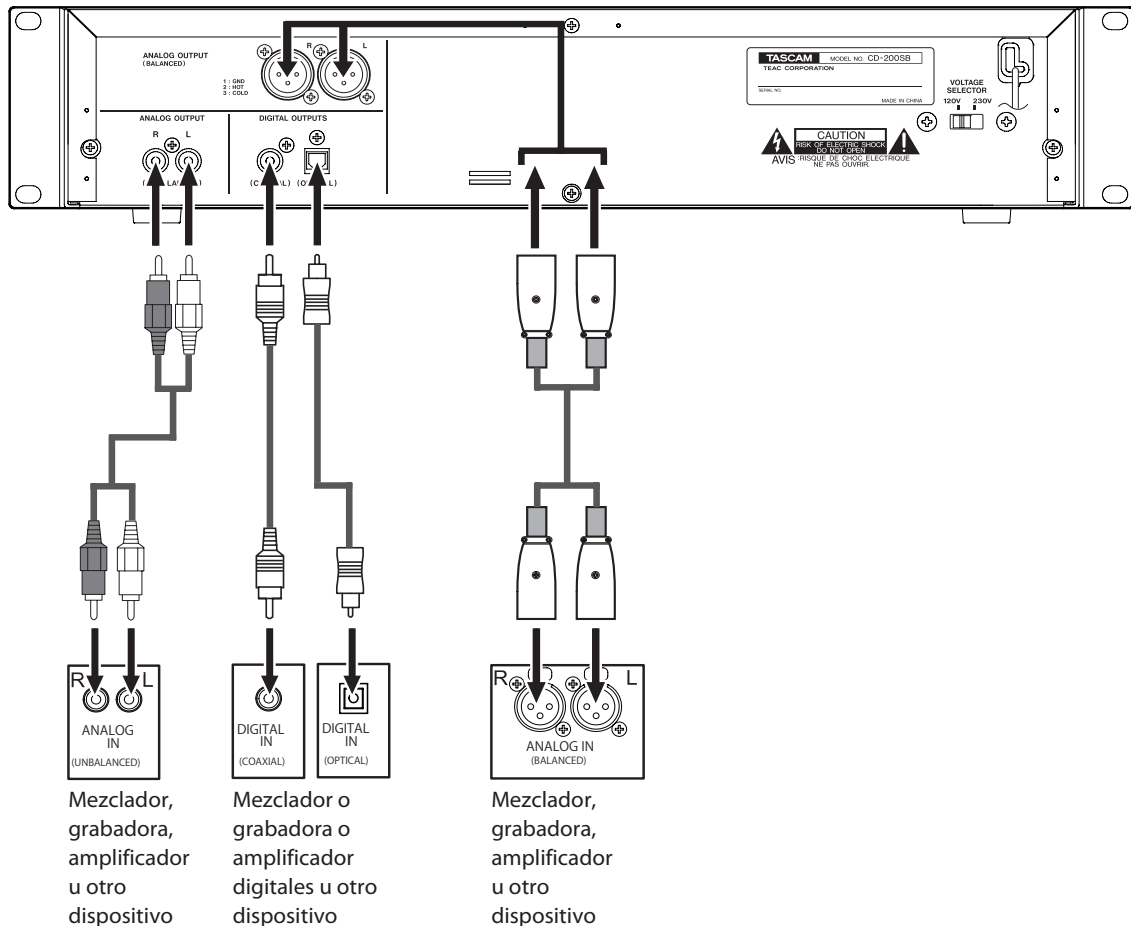 ANALOG OUTPUT
(BALANCED)
R
L
1 : GND
2 : HOT
3 : COLD
TASCAM MODEL NO. CD-200SB
TEAC CORPORATION
SERIAL NO.
MADE IN CHINA
VOLTAGE
SELECTOR
120V 230V
ANALOG OUTPUT
R L
DIGITAL OUTPUTS
CAUTION
RISK OF ELECTRIC SHOCK
DO NOT OPEN
AVIS :RISQUE DE CHOC ELECTRIQUE
NE PAS OUVRIR.
R L
ANALOG
IN
(UNBALANCED)
DIGITAL
IN
(COAXIAL)
DIGITAL
IN
(OPTICAL)
R L
ANALOG IN
(BALANCED)
Mezclador,
grabadora,
amplificador
u otro
dispositivo
Mezclador o
grabadora o
amplificador
digitales u otro
dispositivo
Mezclador,
grabadora,
amplificador
u otro
dispositivo